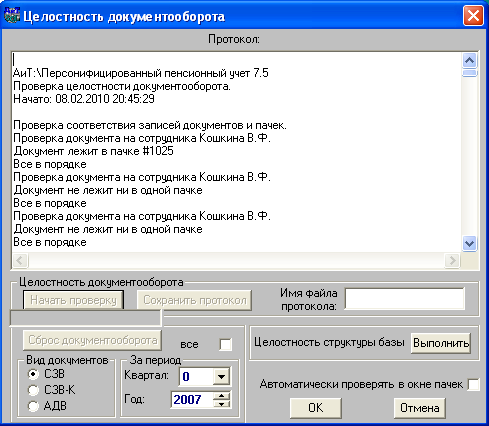 Целостность документооборота
Протокол:
АиТ:\Персонифицированный пенсионный учет 7.5
Проверка целостности документооборота.
Начато: 08.02.2010 20:45:29
Проверка соответствия записей документов и пачек.
Проверка документа на сотрудника Кошкина В.Ф.
Документ лежит в пачке #1025
Все в порядке
Проверка документа на сотрудника Кошкина В.Ф.
Документ не лежит ни в одной пачке
Все в порядке
Проверка документа на сотрудника Кошкина В.Ф.
Документ не лежит ни в одной пачке
Все в порядке
Целостность документооборота
Начать проверку Сохранить протокол Имя файла
протокола:
Сброс документооборота все Целостность структуры базы Выполнить
Вид документов За период
СЗВ Квартал: 0
СЗВ-К Автоматически проверять в окне пачек
АДВ Год: 2007 OK Отмена